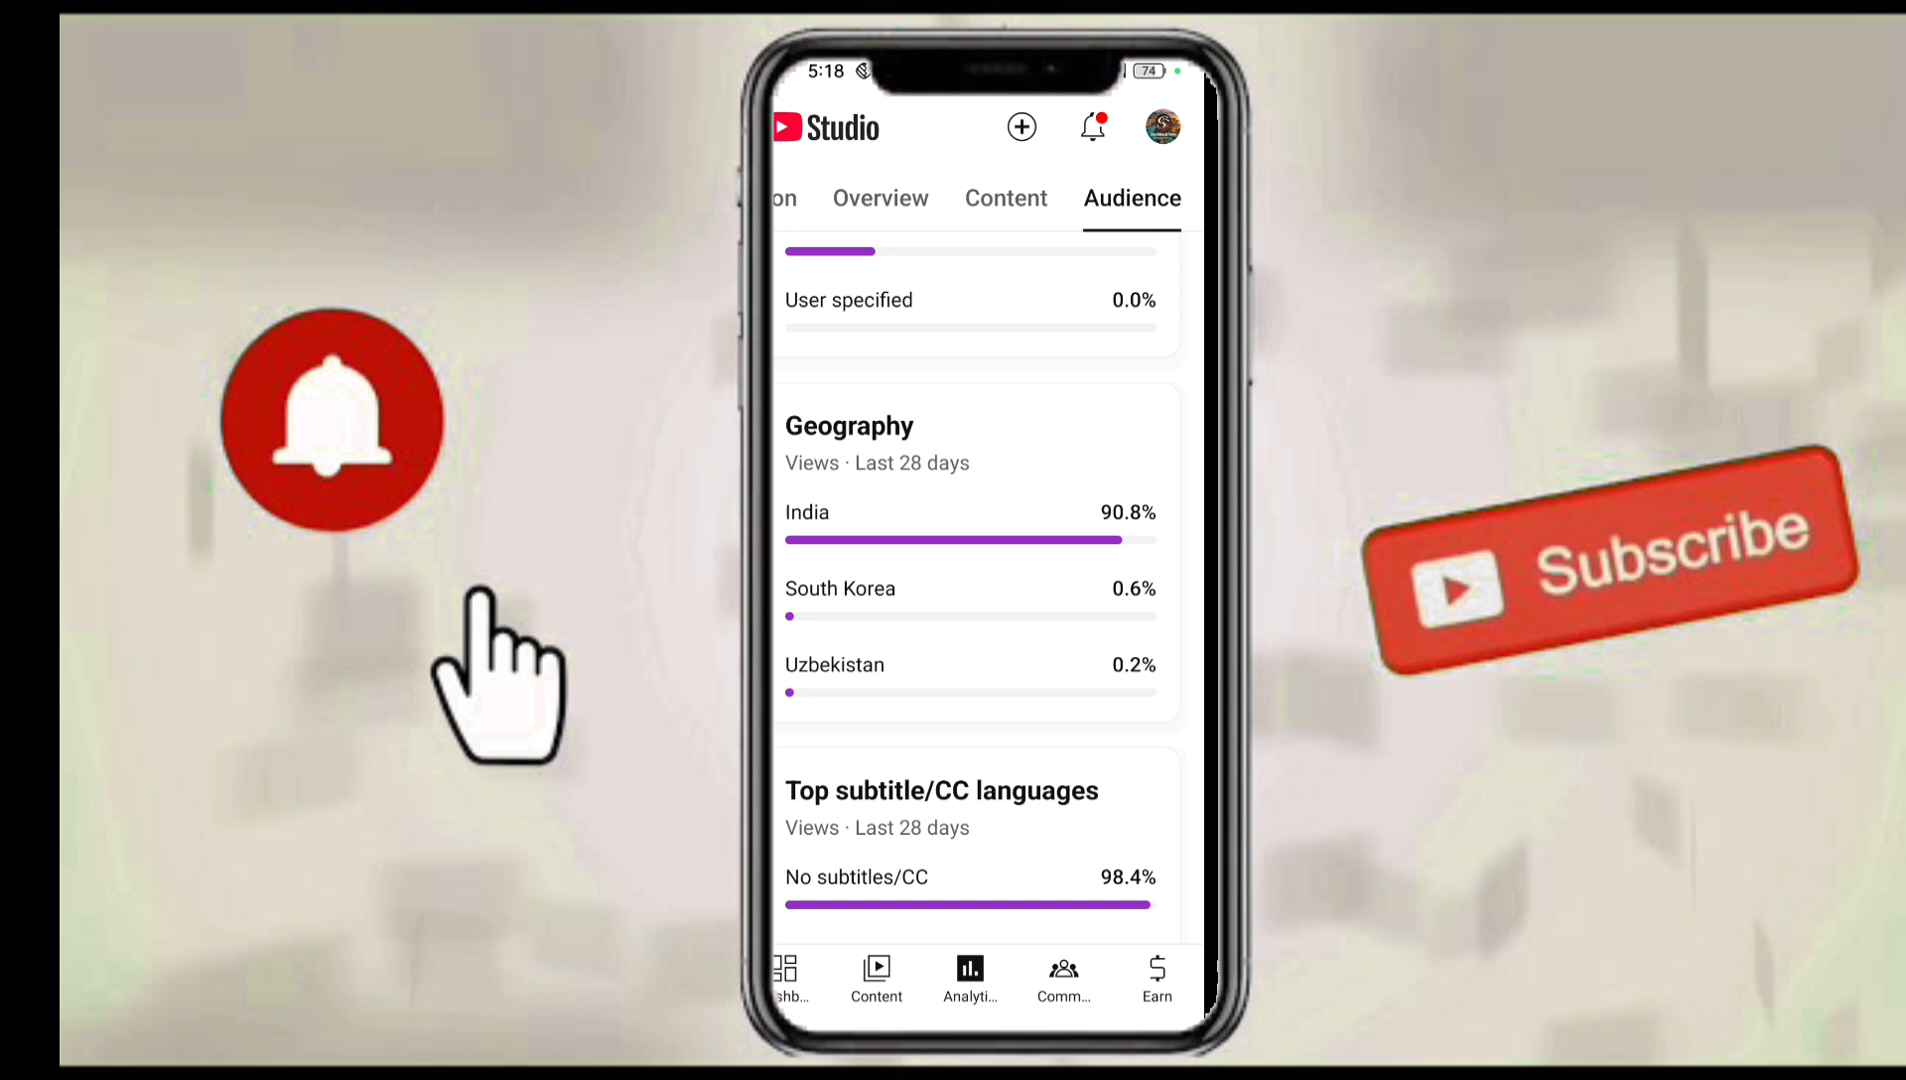 5:18
74
Studio
on Overview Content Audience
User specified 0.0%
Geography
Views · Last 28 days
India 90.8%
South Korea 0.6%
Uzbekistan 0.2%
Top subtitle/CC languages
Views · Last 28 days
No subtitles/CC 98.4%
shb... Content Analyti... Comm... Earn
Subscribe